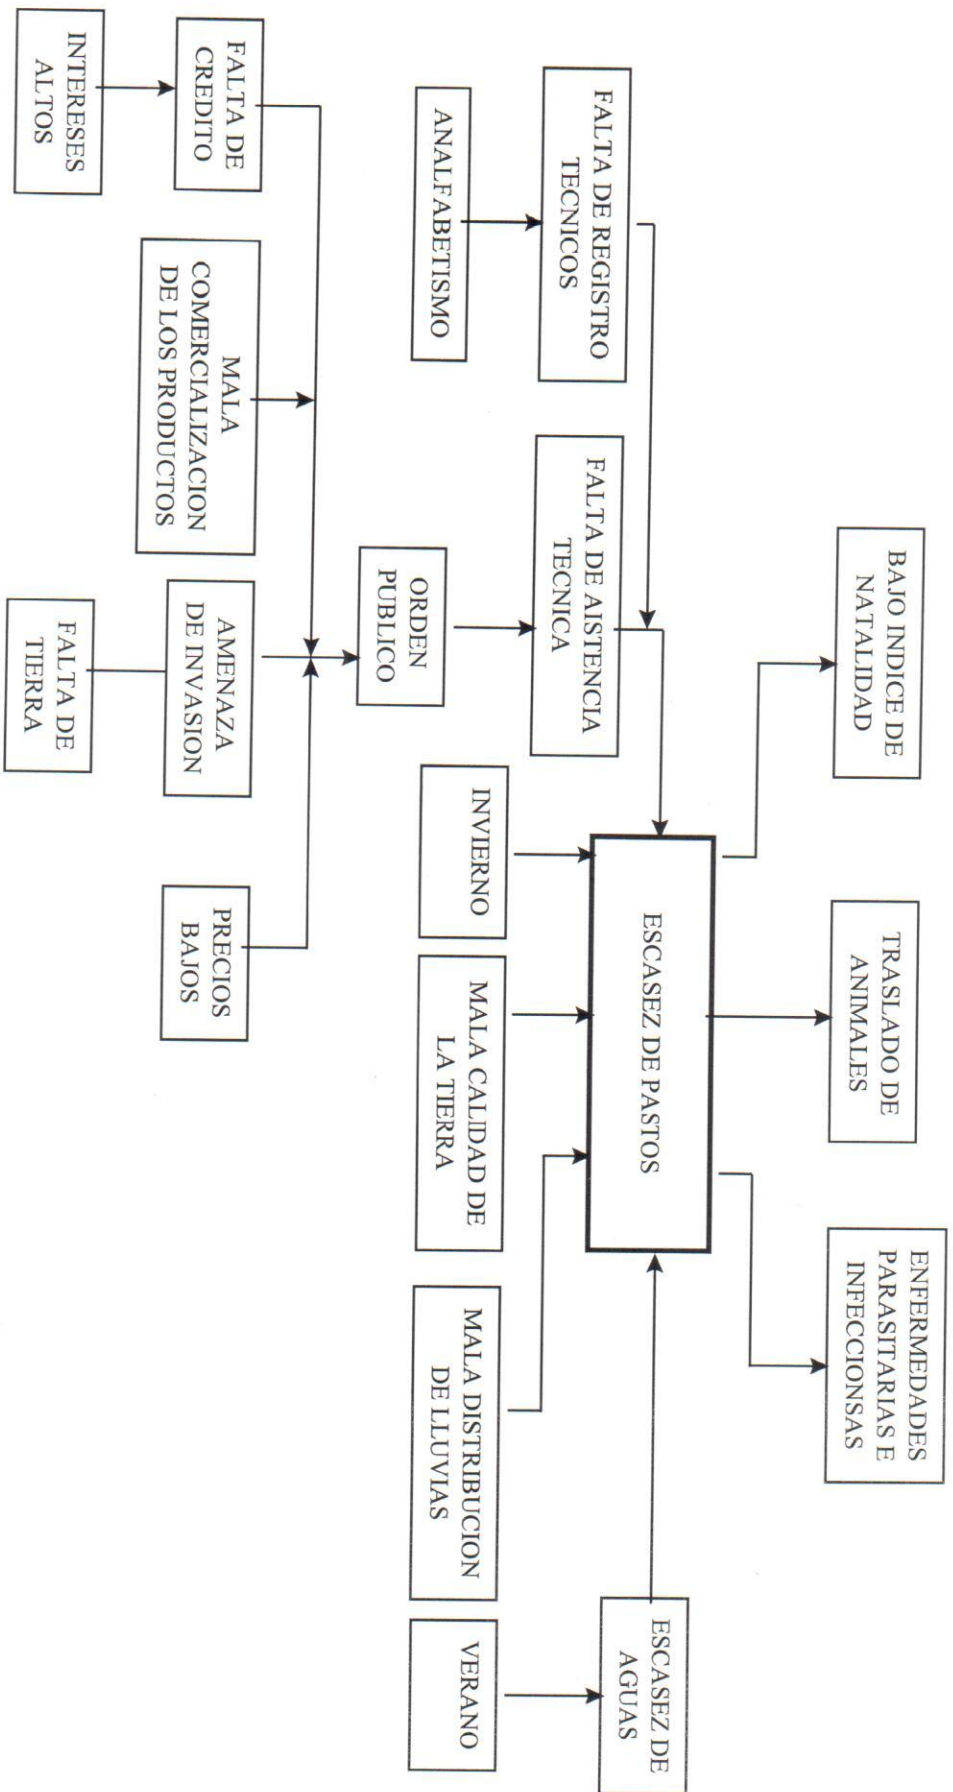 BAJO INDICE DE
NATALIDAD
TRASLADO DE
ANIMALES
ENFERMEDADES
PARASITARIAS E
INFECCIONSAS
ESCASEZ DE PASTOS
ESCASEZ DE
AGUAS
FALTA DE REGISTRO
TECNICOS
FALTA DE AISTENCIA
TECNICA
ANALFABETISMO
ORDEN
PUBLICO
INVIERNO
MALA CALIDAD DE
LA TIERRA
MALA DISTRIBUCION
DE LLUVIAS
VERANO
FALTA DE
CREDITO
MALA
COMERCIALIZACION
DE LOS PRODUCTOS
AMENAZA
DE INVASION
PRECIOS
BAJOS
INTERESES
ALTOS
FALTA DE
TIERRA